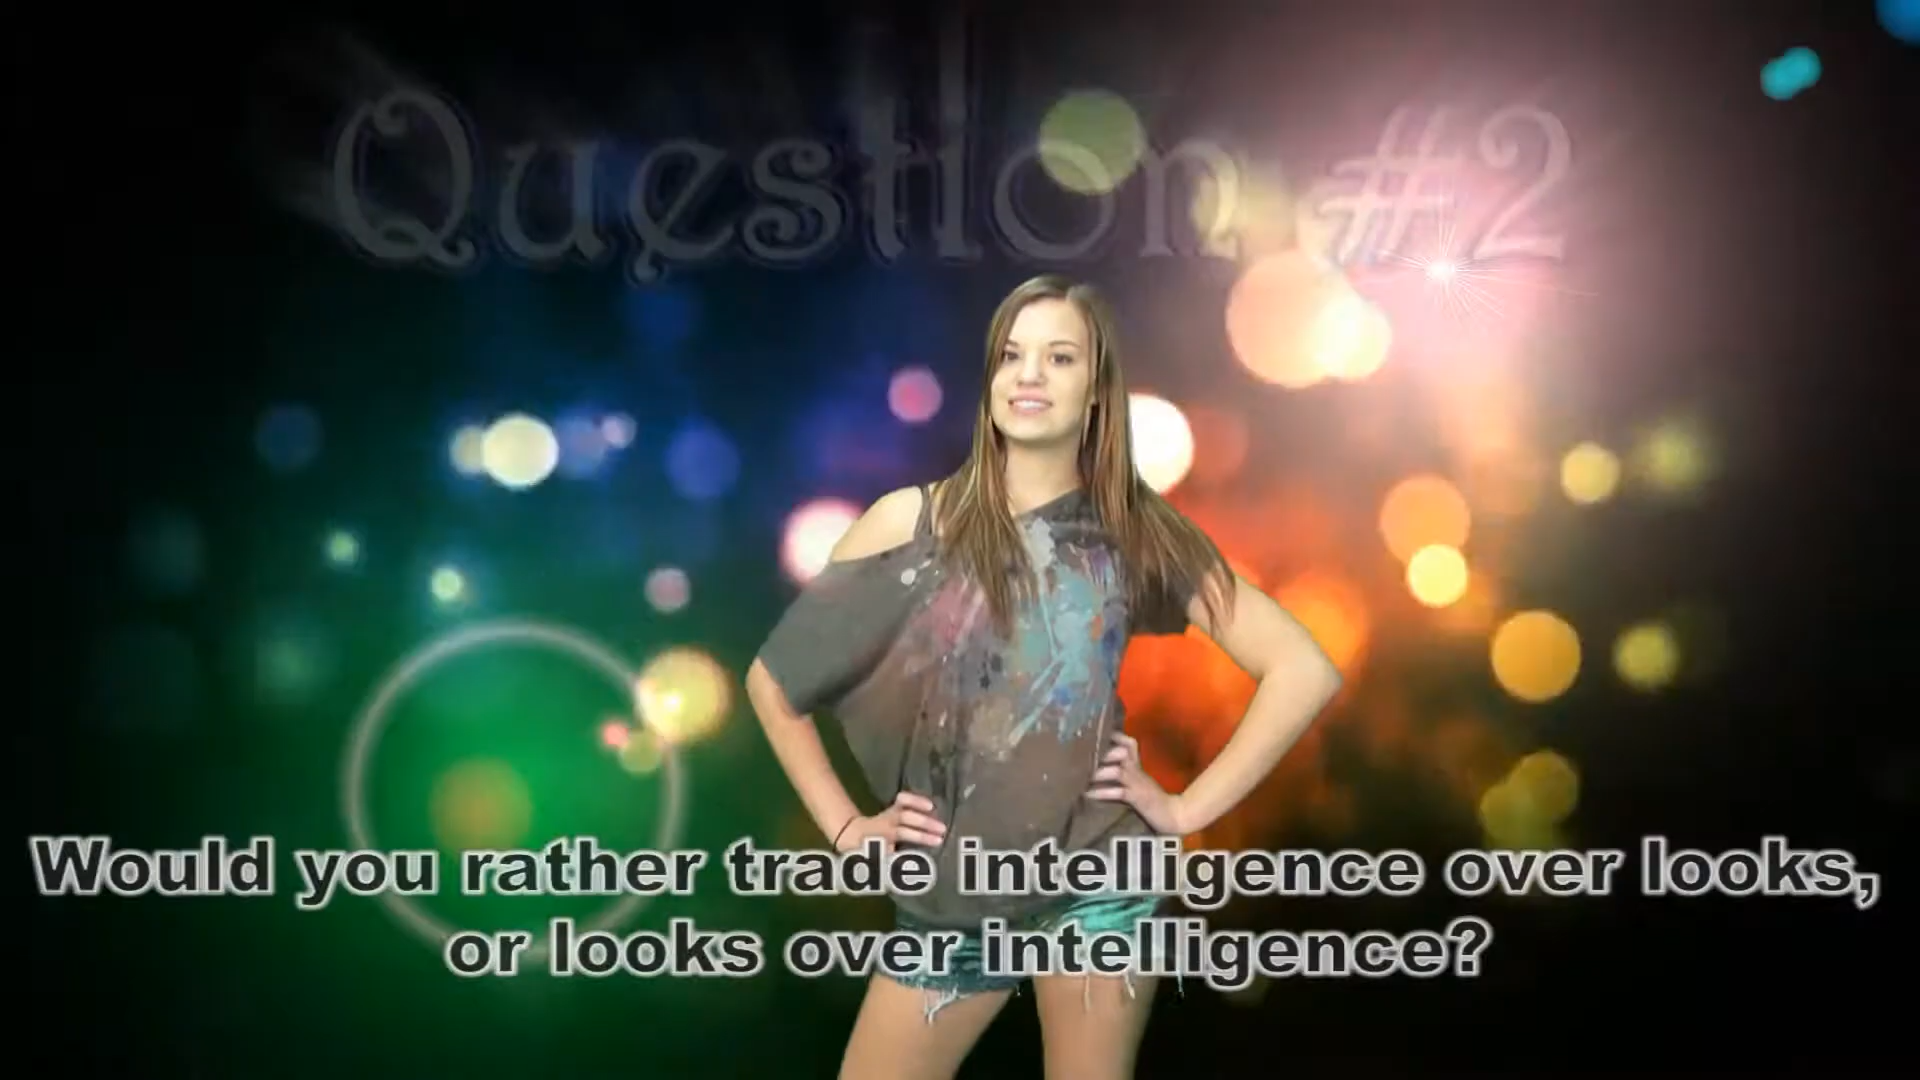 Question #2
Would you rather trade intelligence over looks,
or looks over intelligence?